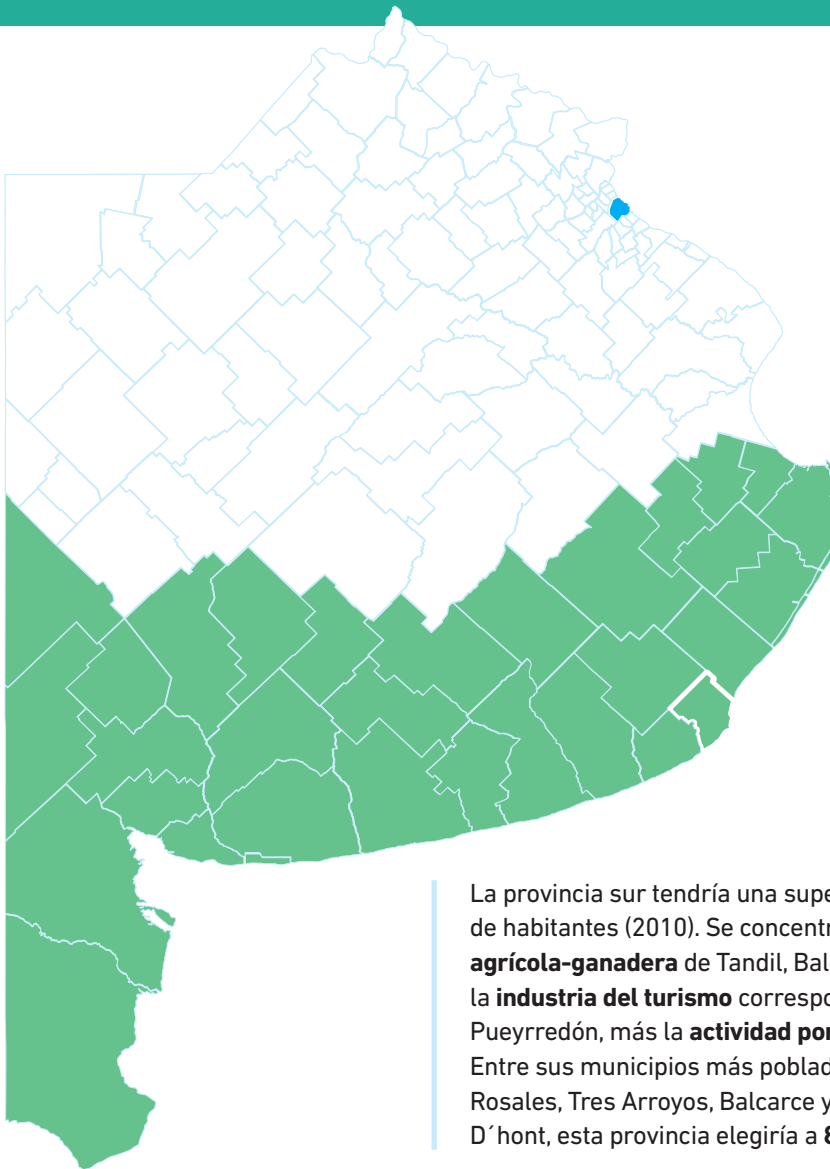 La provincia sur tendría una supe
de habitantes (2010). Se concentr
agrícola-ganadera de Tandil, Bal
la industria del turismo correspo
Pueyrredón, más la actividad por
Entre sus municipios más poblad
Rosales, Tres Arroyos, Balcarce y
D´hont, esta provincia elegiría a 8